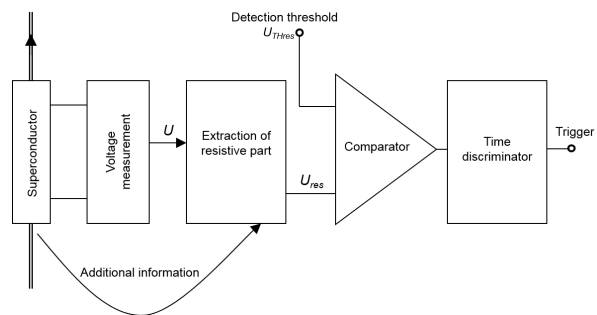 Detection threshold
U_THres
Superconductor
Voltage
measurement
U
Extraction of
resistive part
U_res
Comparator
Time
discriminator
Trigger
Additional information